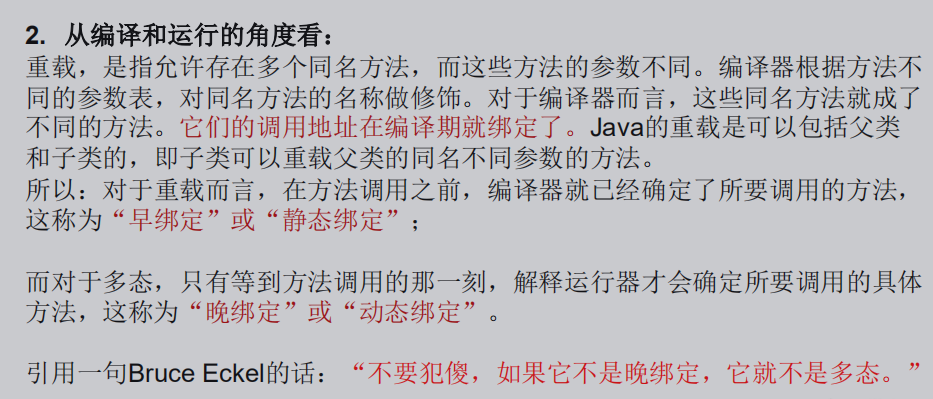 2. 从编译和运行的角度看：
重载，是指允许存在多个同名方法，而这些方法的参数不同。编译器根据方法不
同的参数表，对同名方法的名称做修饰。对于编译器而言，这些同名方法就成了
不同的方法。它们的调用地址在编译期就绑定了。Java的重载是可以包括父类
和子类的，即子类可以重载父类的同名不同参数的方法。
所以：对于重载而言，在方法调用之前，编译器就已经确定了所要调用的方法，
这称为“早绑定”或“静态绑定”；
而对于多态，只有等到方法调用的那一刻，解释运行器才会确定所要调用的具体
方法，这称为“晚绑定”或“动态绑定”。
引用一句Bruce Eckel的话：“不要犯傻，如果它不是晚绑定，它就不是多态。”